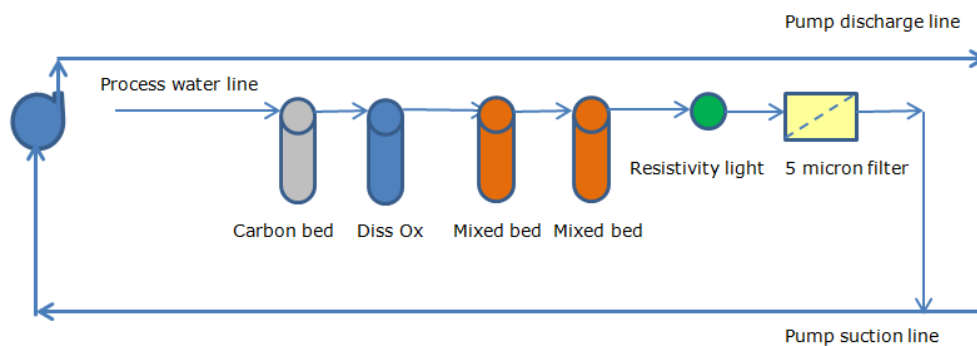 Pump discharge line
Process water line
Resistivity light
5 micron filter
Carbon bed
Diss Ox
Mixed bed
Mixed bed
Pump suction line